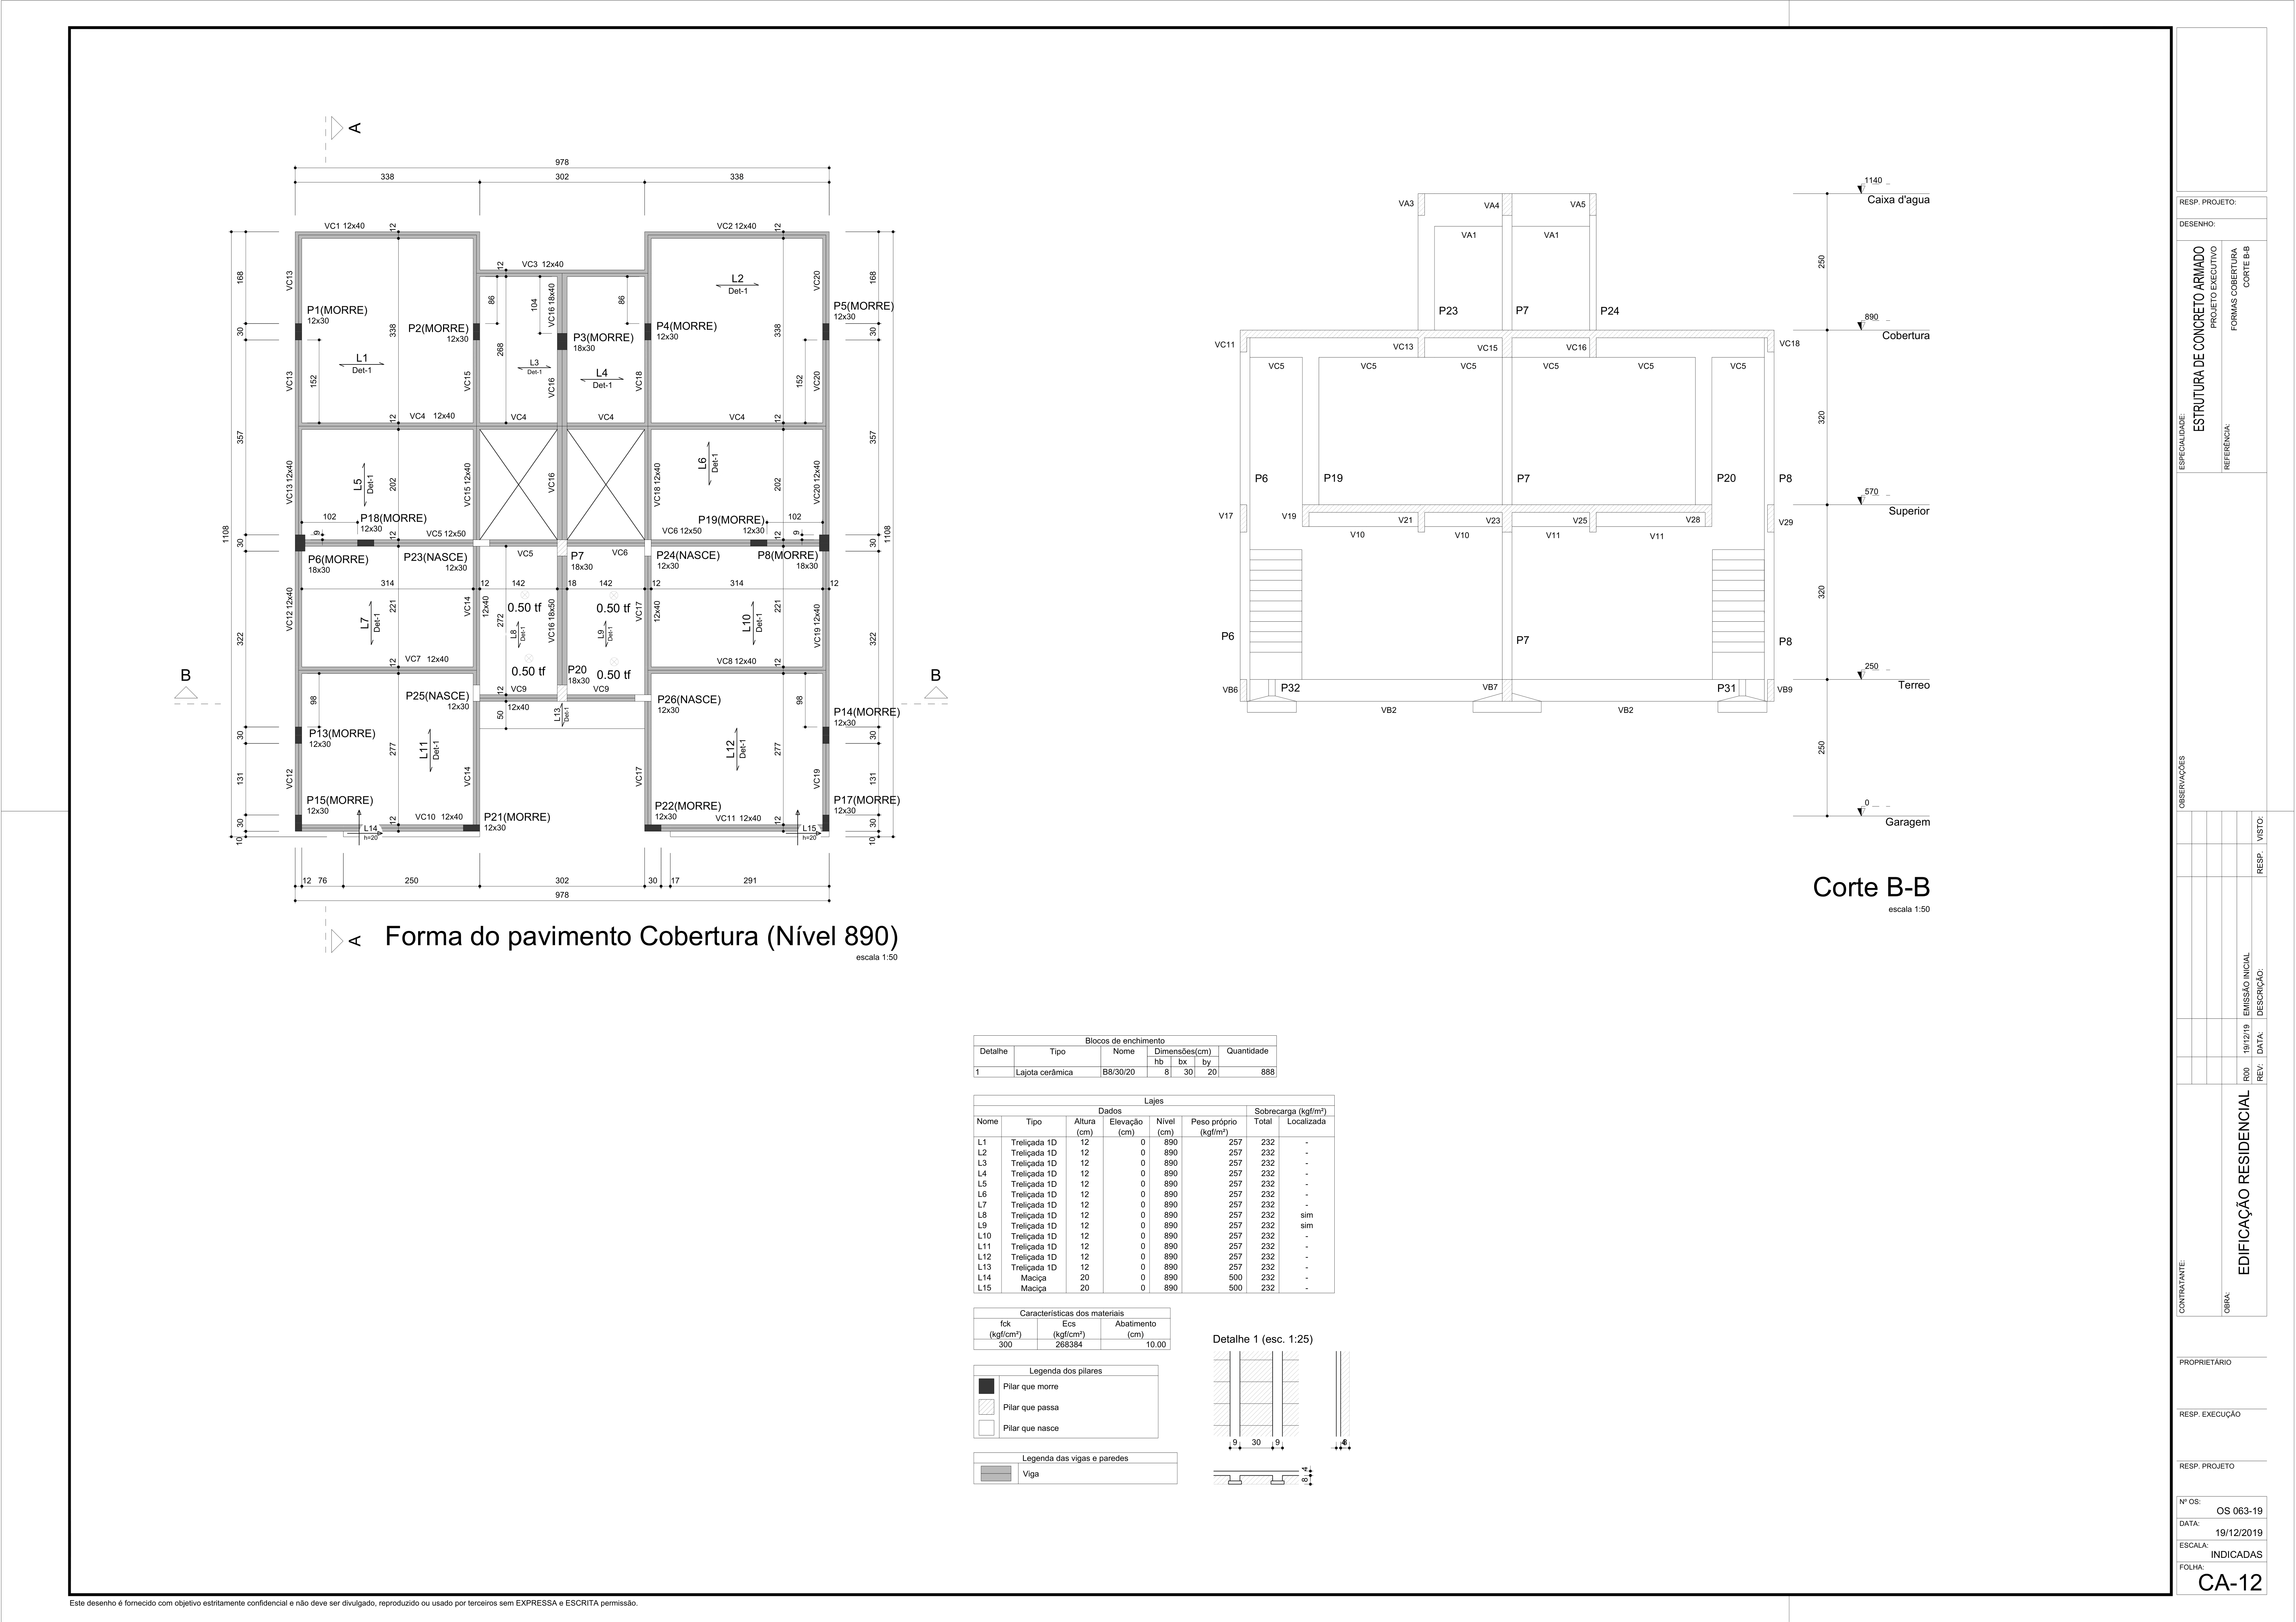 A
978
338 302 338
VC1 12x40 12
VC2 12x40 12
VC3 12x40 12
168 VC13
86 104 VC16 18x40 86
L2
Det-1
VC20 168
P1(MORRE)
12x30
P2(MORRE)
12x30
P3(MORRE)
18x30
P4(MORRE)
12x30
P5(MORRE)
12x30
30 338 268 338 30
L1
Det-1
L3
Det-1
L4
Det-1
VC13 152 VC15 VC16 VC18 152 VC20
VC4 12x40 12
VC4
VC4
VC4 12
357 357
1108 1108
VC13 12x40
L5
Det-1
202
VC15 12x40
VC16
VC18 12x40
L6
Det-1
202
VC20 12x40
102 9
P18(MORRE)
12x30
VC5 12x50
12
P19(MORRE)
12x30
VC6 12x50
102 9
12
30 30
P6(MORRE)
18x30
P23(NASCE)
12x30
VC5
P7
18x30
VC6
P24(NASCE)
12x30
P8(MORRE)
18x30
314 12 142 18 142 12 314 12
VC12 12x40
L7
Det-1
221
VC14
12x40
272
0.50 tf
L8
Det-1
VC16 18x50
0.50 tf
L9
Det-1
VC17
12x40
L10
Det-1
221
VC19 12x40
322 322
VC7 12x40 12
VC8 12x40 12
0.50 tf
0.50 tf
P20
18x30
B
B
98
P25(NASCE)
12x30
VC9
12x40
12
50
L13
Det-1
VC9
P26(NASCE)
12x30
98
P14(MORRE)
12x30
30 30
P13(MORRE)
12x30
277
L11
Det-1
L12
Det-1
277
131 VC12 VC14 VC17 VC19 131
P15(MORRE)
12x30
VC10 12x40 12
P21(MORRE)
12x30
P22(MORRE)
12x30
VC11 12x40 12
P17(MORRE)
12x30
30 30
L14
h=20
L15
h=20
10 10
12 76 250 302 30 17 291
978
A
Forma do pavimento Cobertura (Nível 890)
escala 1:50
VA3 VA4 VA5
VA1 VA1
P23 P7 P24
VC11 VC13 VC15 VC16 VC18
VC5 VC5 VC5 VC5 VC5 VC5
P6 P19 P7 P20 P8
V17 V19 V21 V23 V25 V28 V29
V10 V10 V11 V11
P6 P7 P8
VB6 P32 VB7 P31 VB9
VB2 VB2
1140
Caixa d'agua
250
890
Cobertura
320
570
Superior
320
250
Terreo
250
0
Garagem
Corte B-B
escala 1:50
Blocos de enchimento
Detalhe Tipo Nome Dimensões(cm) Quantidade
hb bx by
1 Lajota cerâmica B8/30/20 8 30 20 888
Lajes
Dados Sobrecarga (kgf/m²)
Nome Tipo Altura Elevação Nível Peso próprio Total Localizada
(cm) (cm) (cm) (kgf/m²)
L1 Treliçada 1D 12 0 890 257 232 -
L2 Treliçada 1D 12 0 890 257 232 -
L3 Treliçada 1D 12 0 890 257 232 -
L4 Treliçada 1D 12 0 890 257 232 -
L5 Treliçada 1D 12 0 890 257 232 -
L6 Treliçada 1D 12 0 890 257 232 -
L7 Treliçada 1D 12 0 890 257 232 -
L8 Treliçada 1D 12 0 890 257 232 sim
L9 Treliçada 1D 12 0 890 257 232 sim
L10 Treliçada 1D 12 0 890 257 232 -
L11 Treliçada 1D 12 0 890 257 232 -
L12 Treliçada 1D 12 0 890 257 232 -
L13 Treliçada 1D 12 0 890 257 232 -
L14 Maciça 20 0 890 500 232 -
L15 Maciça 20 0 890 500 232 -
Características dos materiais
fck Ecs Abatimento
(kgf/cm²) (kgf/cm²) (cm)
300 268384 10.00
Legenda dos pilares
Pilar que morre
Pilar que passa
Pilar que nasce
Legenda das vigas e paredes
Viga
Detalhe 1 (esc. 1:25)
9 30 9 4 8
4
8
RESP. PROJETO:
DESENHO:
ESPECIALIDADE:
ESTRUTURA DE CONCRETO ARMADO
PROJETO EXECUTIVO
REFERÊNCIA:
FORMAS COBERTURA
CORTE B-B
OBSERVAÇÕES
R00 19/12/19 EMISSÃO INICIAL
REV: DATA: DESCRIÇÃO: RESP. VISTO:
CONTRATANTE:
OBRA:
EDIFICAÇÃO RESIDENCIAL
PROPRIETÁRIO
RESP. EXECUÇÃO
RESP. PROJETO
Nº OS:
OS 063-19
DATA:
19/12/2019
ESCALA:
INDICADAS
FOLHA:
CA-12
Este desenho é fornecido com objetivo estritamente confidencial e não deve ser divulgado, reproduzido ou usado por terceiros sem EXPRESSA e ESCRITA permissão.